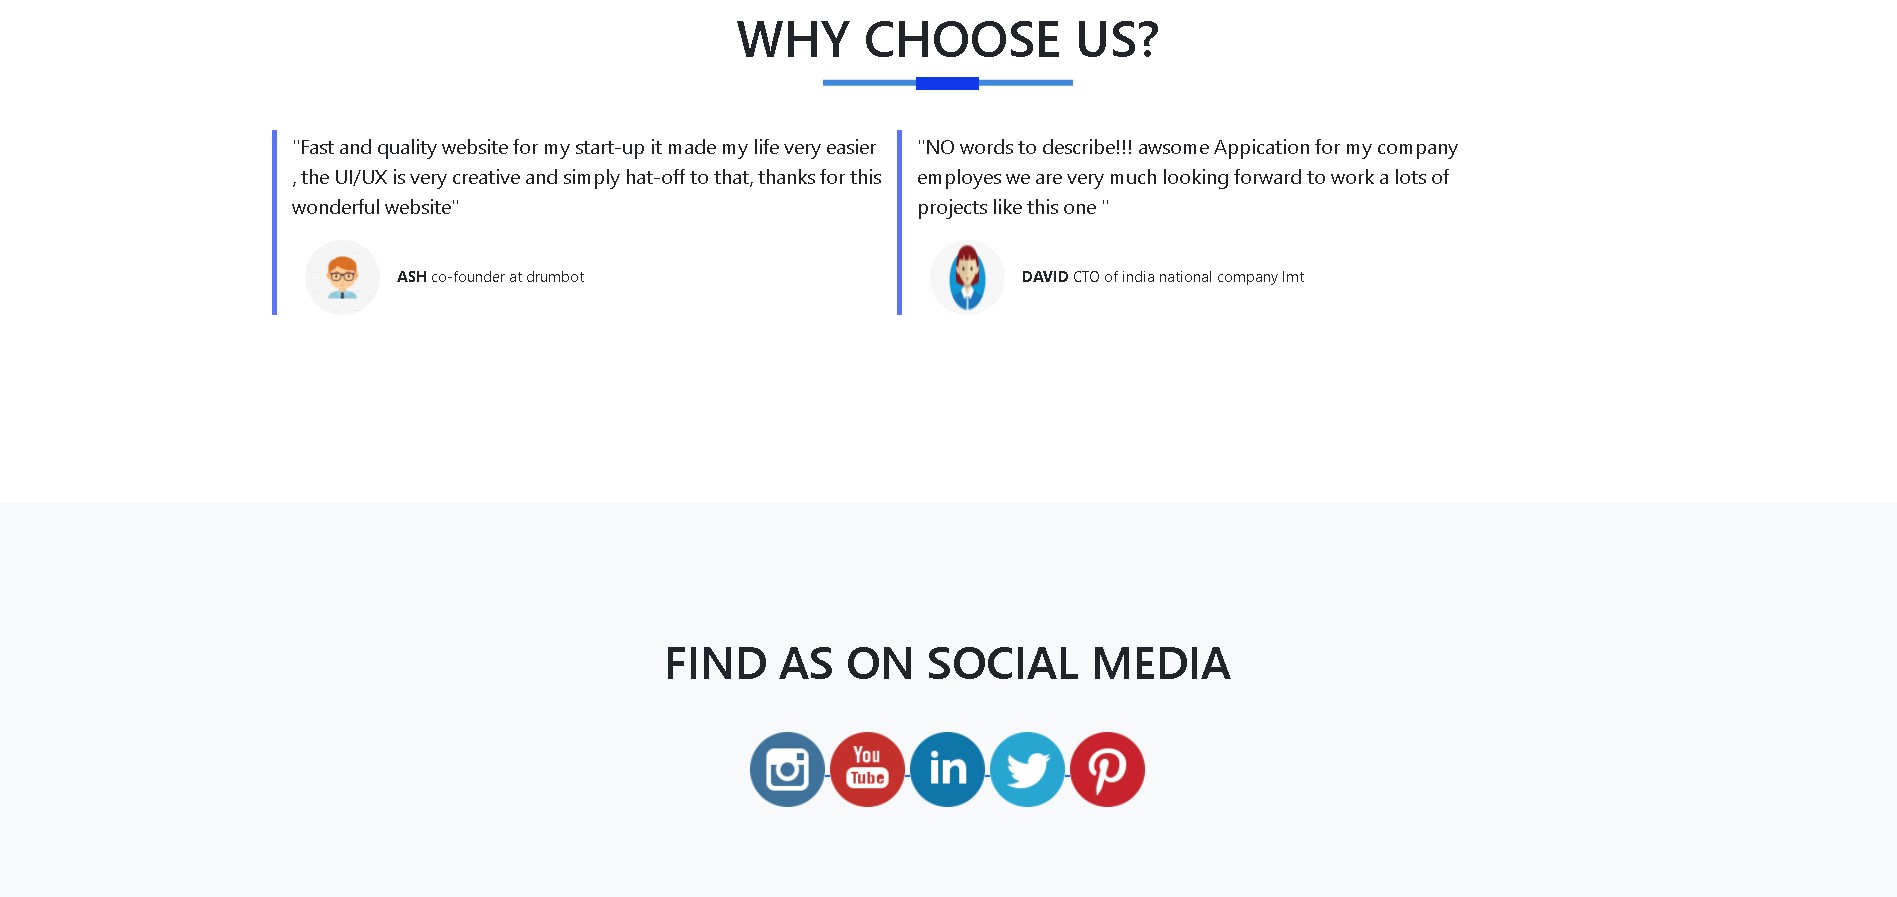 WHY CHOOSE US?
"Fast and quality website for my start-up it made my life very easier
, the UI/UX is very creative and simply hat-off to that, thanks for this
wonderful website"
ASH co-founder at drumbot
"NO words to describe!!! awsome Appication for my company
employes we are very much looking forward to work a lots of
projects like this one "
DAVID CTO of india national company lmt
FIND AS ON SOCIAL MEDIA
You
Tube
in